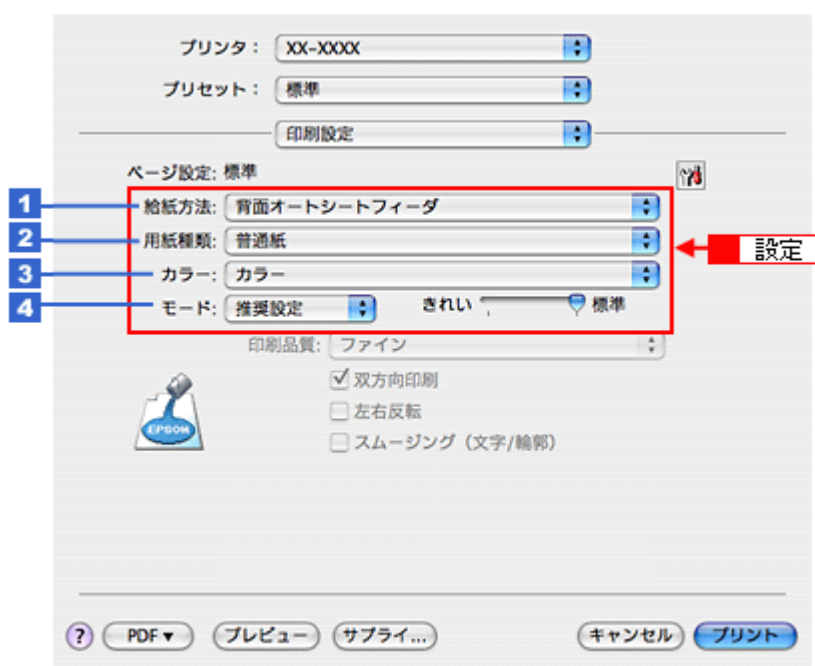 プリンタ： XX-XXXX
プリセット： 標準
印刷設定
ページ設定: 標準
1 給紙方法: 背面オートシートフィーダ
2 用紙種類: 普通紙
設定
3 カラー: カラー
4 モード: 推奨設定 きれい 標準
印刷品質: ファイン
双方向印刷
左右反転
スムージング（文字/輪郭）
EPSON
? PDF▼ プレビュー サプライ... キャンセル プリント